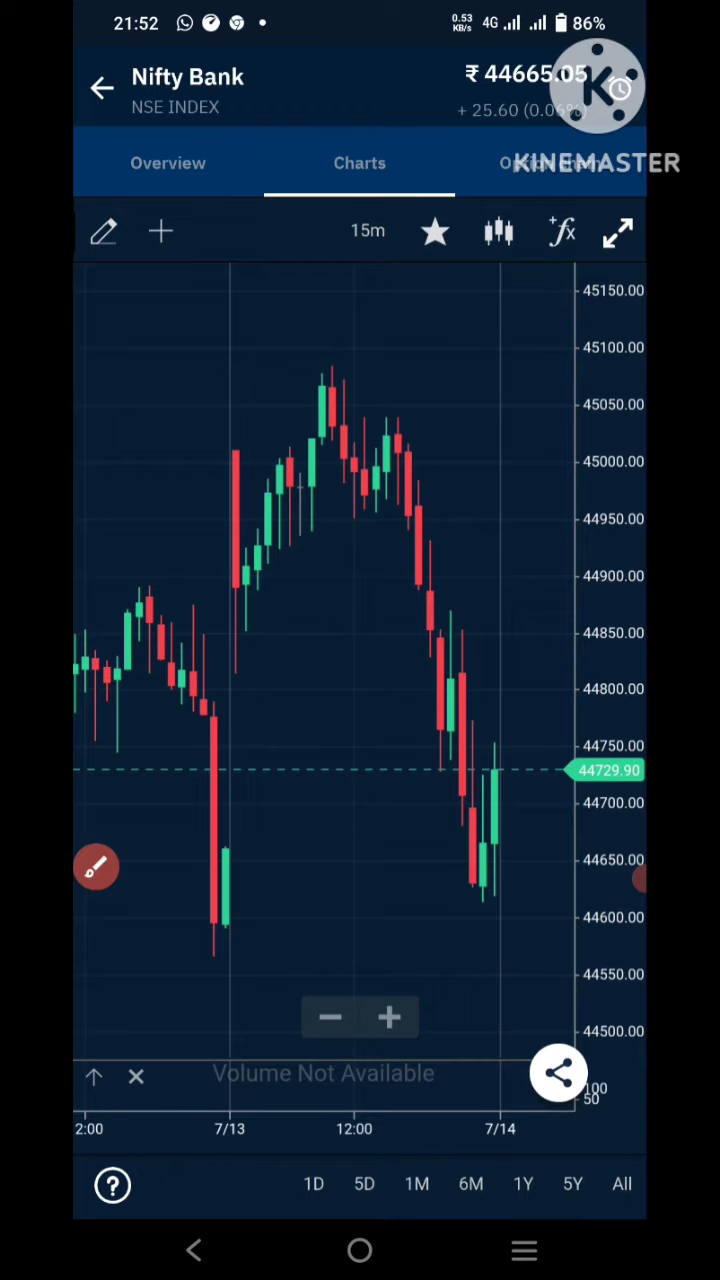 21:52 0.53 KB/s 4G 86%
Nifty Bank ₹ 44665.05
NSE INDEX + 25.60 (0.06%)
K
KINEMASTER
Overview Charts
15m fx
45150.00
45100.00
45050.00
45000.00
44950.00
44900.00
44850.00
44800.00
44750.00
44729.90
44700.00
44650.00
44600.00
44550.00
44500.00
Volume Not Available
100
50
2:00 7/13 12:00 7/14
? 1D 5D 1M 6M 1Y 5Y All